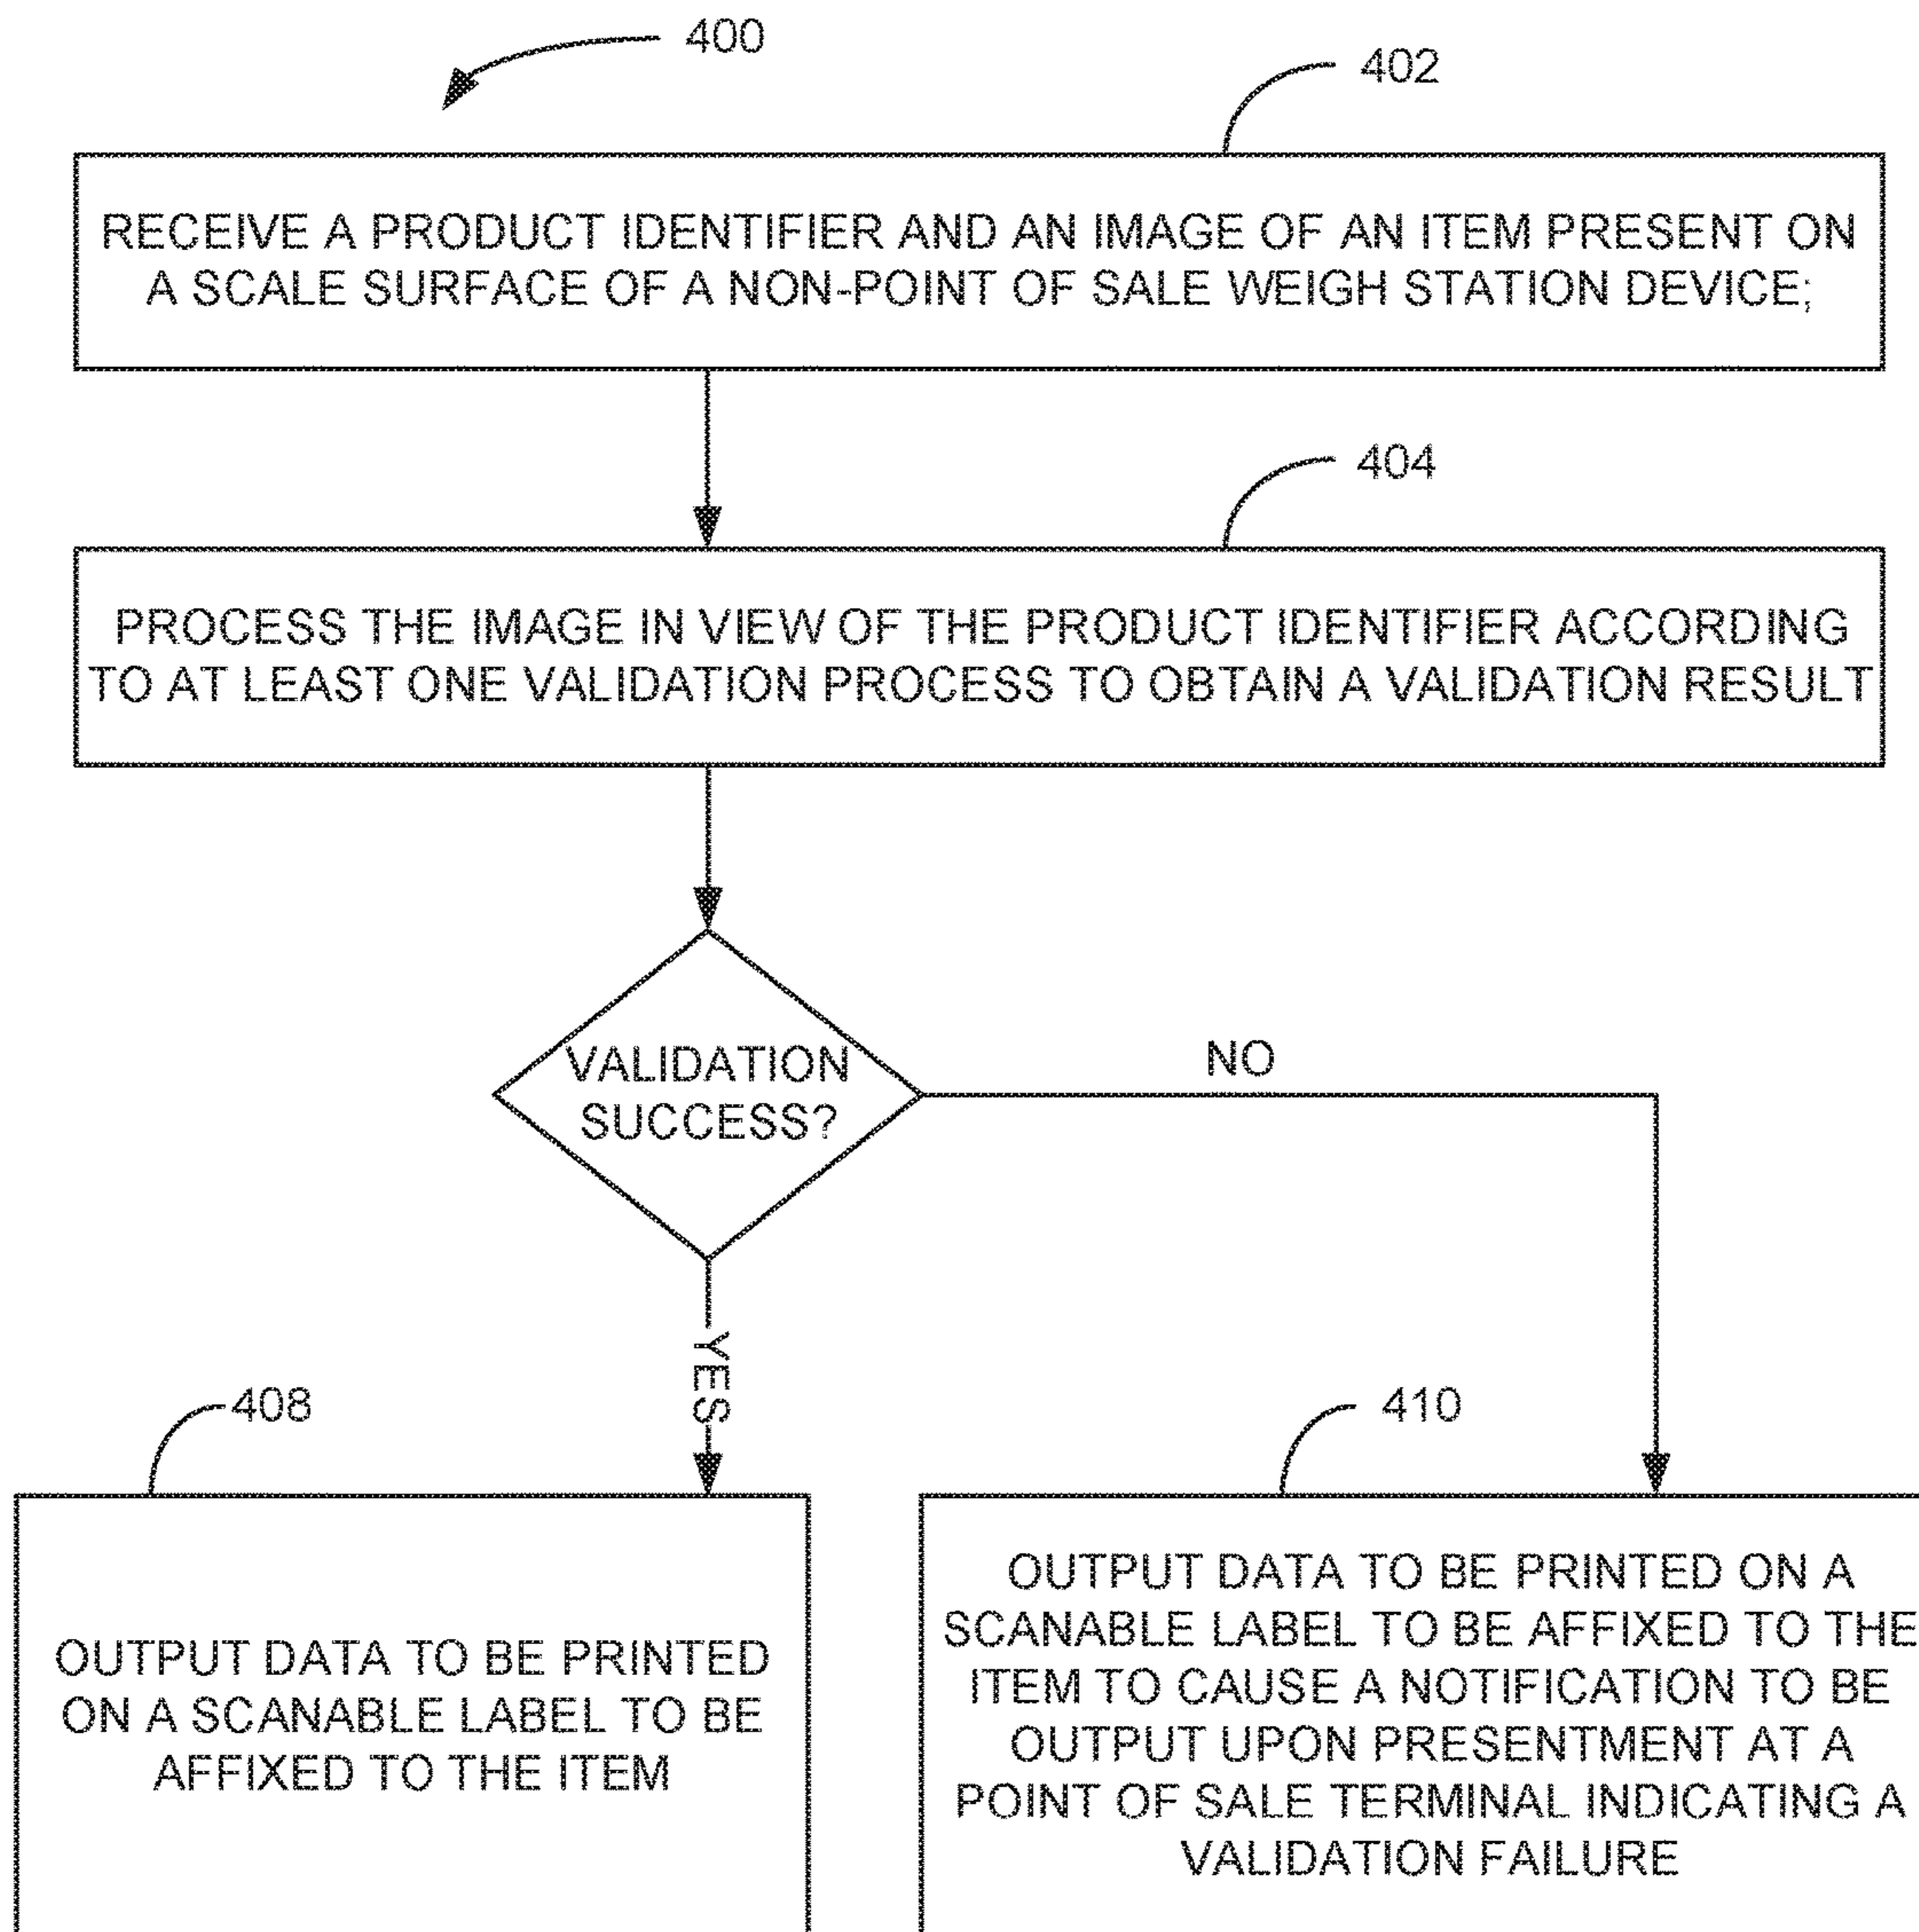 400
402
RECEIVE A PRODUCT IDENTIFIER AND AN IMAGE OF AN ITEM PRESENT ON
A SCALE SURFACE OF A NON-POINT OF SALE WEIGH STATION DEVICE;
404
PROCESS THE IMAGE IN VIEW OF THE PRODUCT IDENTIFIER ACCORDING
TO AT LEAST ONE VALIDATION PROCESS TO OBTAIN A VALIDATION RESULT
VALIDATION
SUCCESS?
NO
YES
408
OUTPUT DATA TO BE PRINTED
ON A SCANABLE LABEL TO BE
AFFIXED TO THE ITEM
410
OUTPUT DATA TO BE PRINTED ON A
SCANABLE LABEL TO BE AFFIXED TO THE
ITEM TO CAUSE A NOTIFICATION TO BE
OUTPUT UPON PRESENTMENT AT A
POINT OF SALE TERMINAL INDICATING A
VALIDATION FAILURE